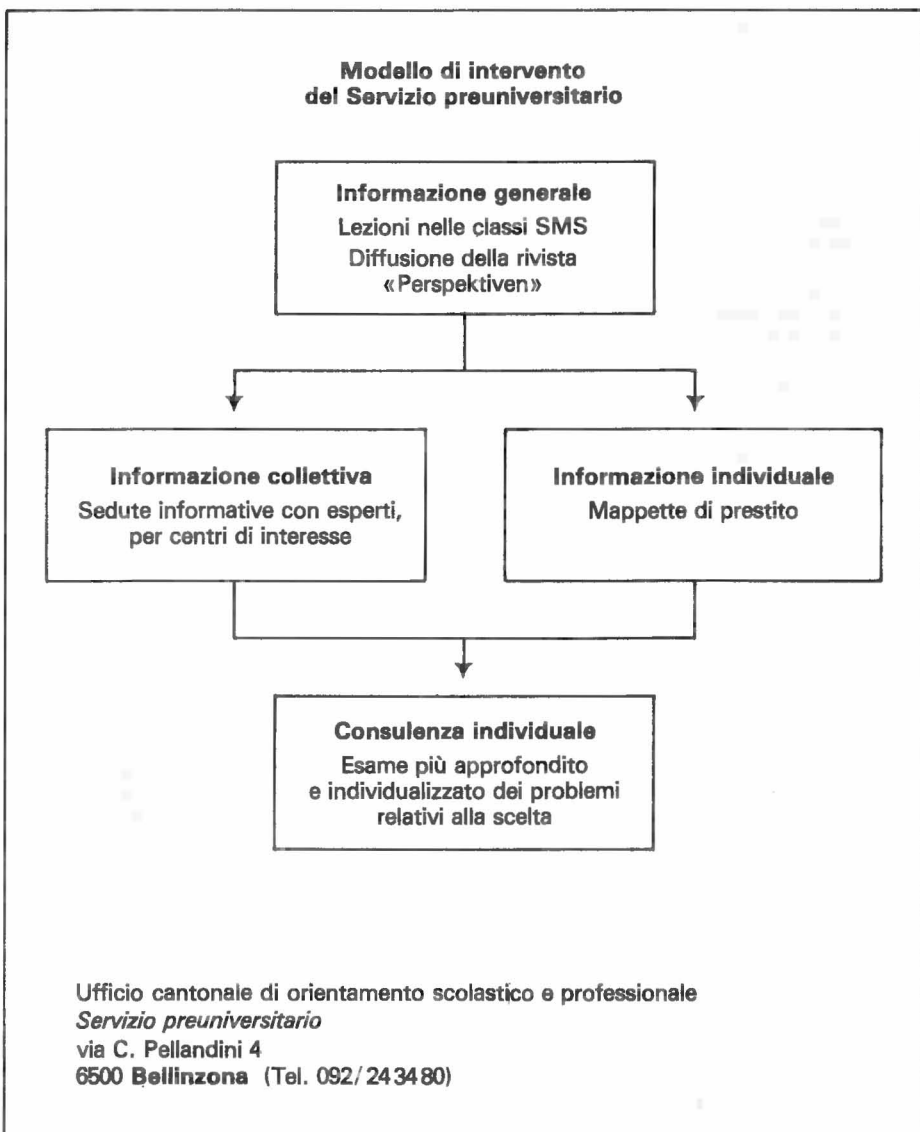 Modello di intervento
del Servizio preuniversitario
Informazione generale
Lezioni nelle classi SMS
Diffusione della rivista
«Perspektiven»
Informazione collettiva
Sedute informative con esperti,
per centri di interesse
Informazione individuale
Mappette di prestito
Consulenza individuale
Esame più approfondito
e individualizzato dei problemi
relativi alla scelta
Ufficio cantonale di orientamento scolastico e professionale
Servizio preuniversitario
via C. Pellandini 4
6500 Bellinzona (Tel. 092/243480)